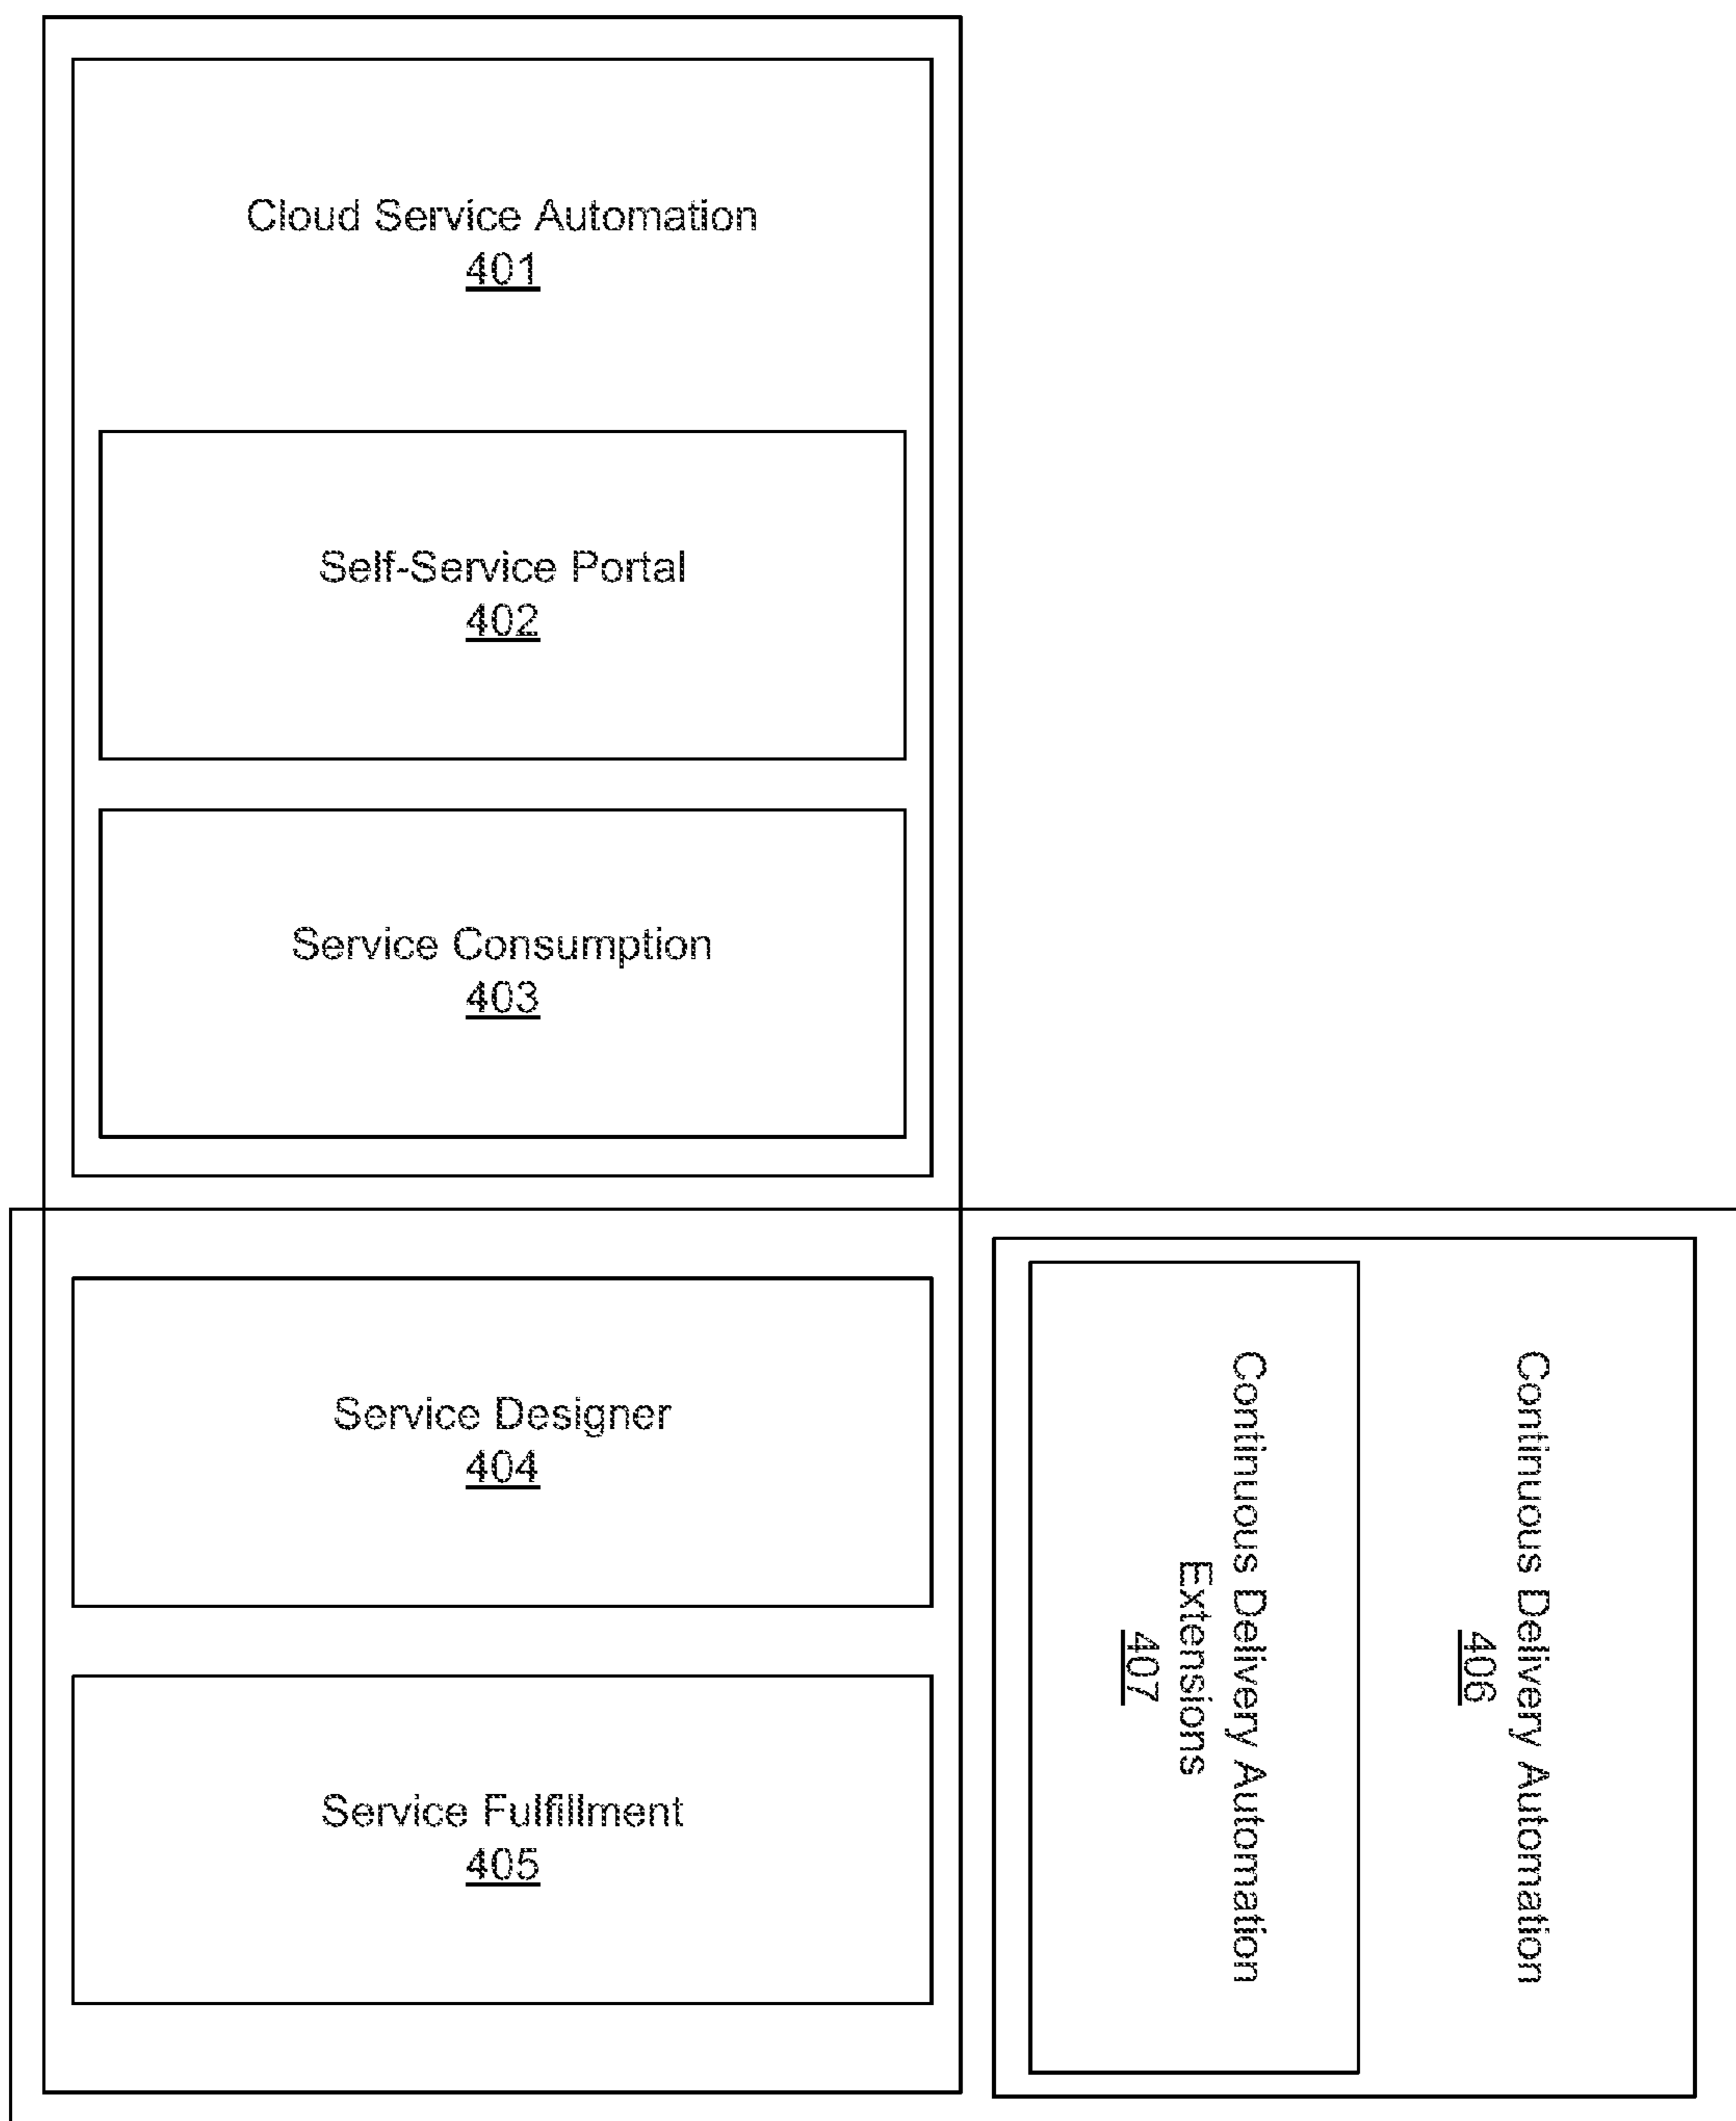 Cloud Service Automation
401
Self-Service Portal
402
Service Consumption
403
Service Designer
404
Service Fulfillment
405
Continuous Delivery Automation
406
Continuous Delivery Automation
Extensions
407